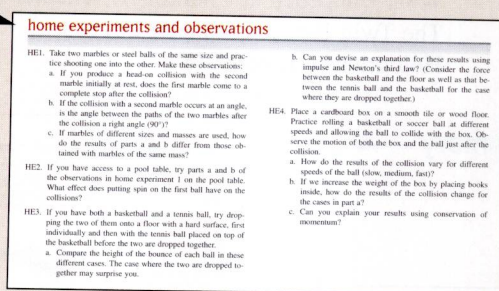 home experiments and observations
HE1. Take two marbles or steel balls of the same size and prac-
tice shooting one into the other. Make these observations:
a. If you produce a head-on collision with the second
marble initially at rest, does the first marble come to a
complete stop after the collision?
b. If the collision with a second marble occurs at an angle,
is the angle between the paths of the two marbles after
the collision a right angle (90°)?
c. If marbles of different sizes and masses are used, how
do the results of parts a and b differ from those ob-
tained with marbles of the same mass?
HE2. If you have access to a pool table, try parts a and b of
the observations in home experiment 1 on the pool table.
What effect does putting spin on the first ball have on the
collisions?
HE3. If you have both a basketball and a tennis ball, try drop-
ping the two of them onto a floor with a hard surface, first
individually and then with the tennis ball placed on top of
the basketball before the two are dropped together.
a. Compare the height of the bounce of each ball in these
different cases. The case where the two are dropped to-
gether may surprise you.
b. Can you devise an explanation for these results using
impulse and Newton's third law? (Consider the force
between the basketball and the floor as well as that be-
tween the tennis ball and the basketball for the case
where they are dropped together.)
HE4. Place a cardboard box on a smooth tile or wood floor.
Practice rolling a basketball or soccer ball at different
speeds and allowing the ball to collide with the box. Ob-
serve the motion of both the box and the ball just after the
collision.
a. How do the results of the collision vary for different
speeds of the ball (slow, medium, fast)?
b. If we increase the weight of the box by placing books
inside, how do the results of the collision change for
the cases in part a?
c. Can you explain your results using conservation of
momentum?